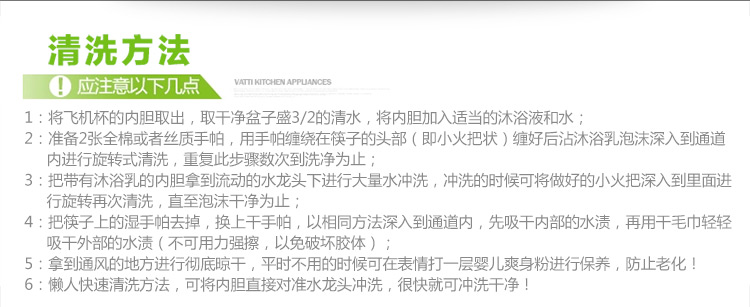 清洗方法
! 应注意以下几点
VATTI KITCHEN APPLIANCES
1：将飞机杯的内胆取出，取干净盆子盛3/2的清水，将内胆加入适当的沐浴液和水；
2：准备2张全棉或者丝质手帕，用手帕缠绕在筷子的头部（即小火把状）缠好后沾沐浴乳泡沫深入到通道
内进行旋转式清洗，重复此步骤数次到洗净为止；
3：把带有沐浴乳的内胆拿到流动的水龙头下进行大量水冲洗，冲洗的时候可将做好的小火把深入到里面进
行旋转再次清洗，直至泡沫干净为止；
4：把筷子上的湿手帕去掉，换上干手帕，以相同方法深入到通道内，先吸干内部的水渍，再用干毛巾轻轻
吸干外部的水渍（不可用力强擦，以免破坏胶体）；
5：拿到通风的地方进行彻底晾干，平时不用的时候可在表情打一层婴儿爽身粉进行保养，防止老化！
6：懒人快速清洗方法，可将内胆直接对准水龙头冲洗，很快就可冲洗干净！